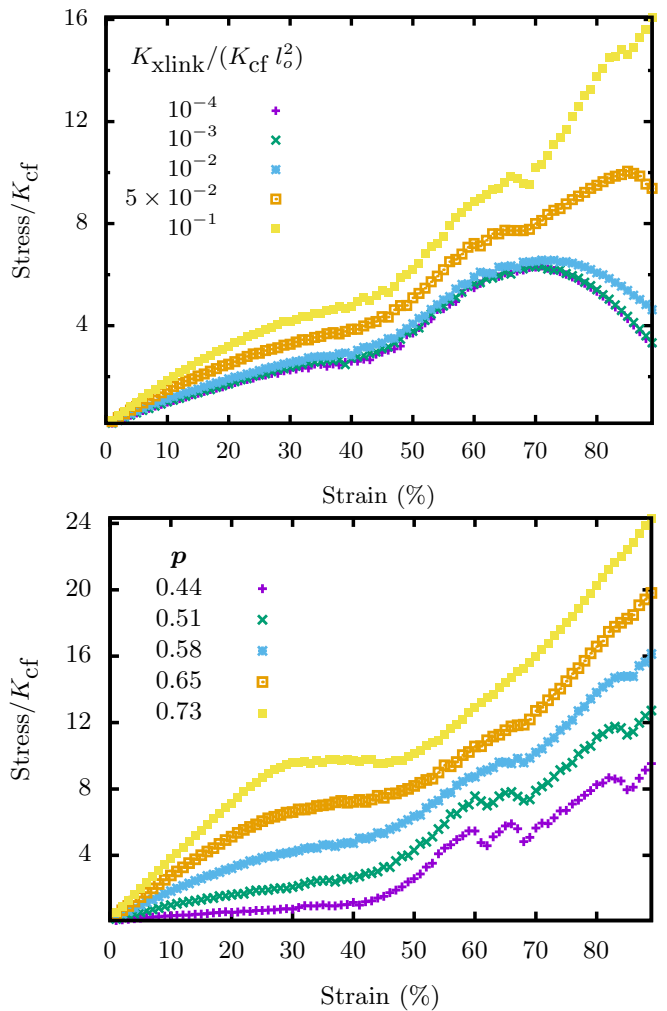 16
12
8
4
Stress/K_cf
K_xlink/(K_cf l_o^2)
10^-4
10^-3
10^-2
5 × 10^-2
10^-1
0 10 20 30 40 50 60 70 80
Strain (%)
24
20
16
12
8
4
Stress/K_cf
p
0.44
0.51
0.58
0.65
0.73
0 10 20 30 40 50 60 70 80
Strain (%)